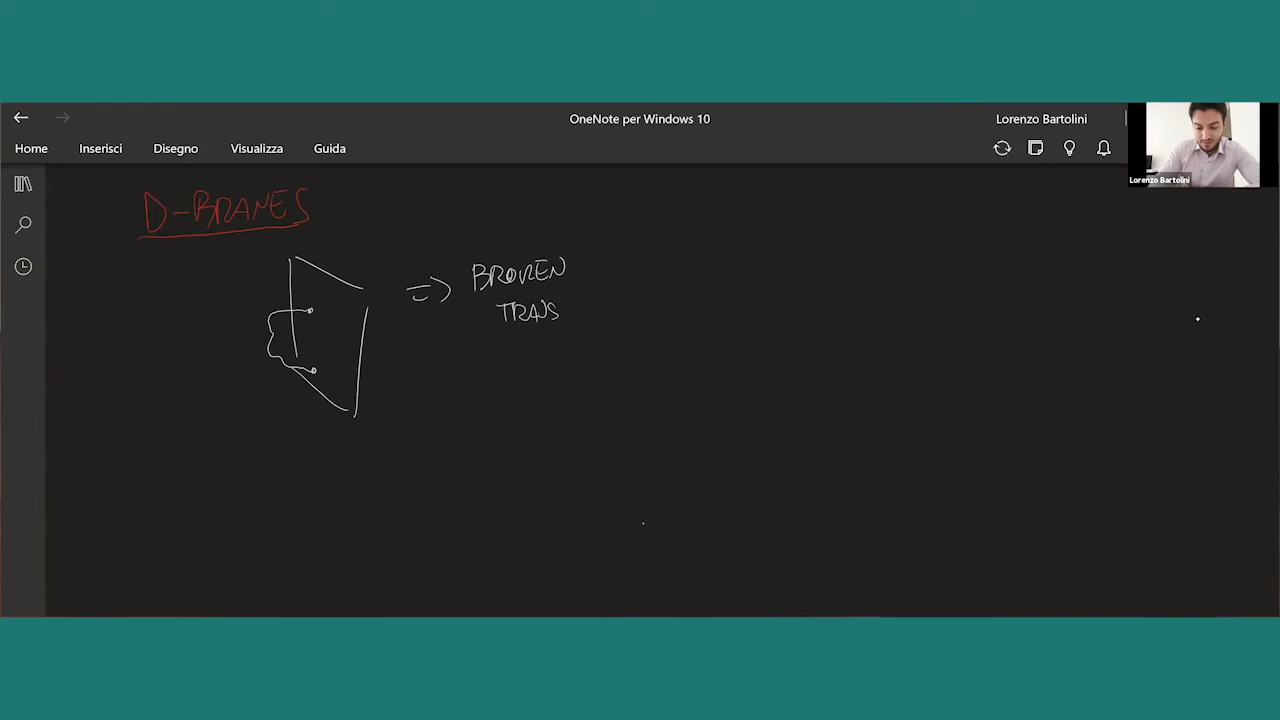 OneNote per Windows 10
Lorenzo Bartolini
Home
Inserisci
Disegno
Visualizza
Guida
Lorenzo Bartolini
D-BRANES
=> BROKEN
TRANS